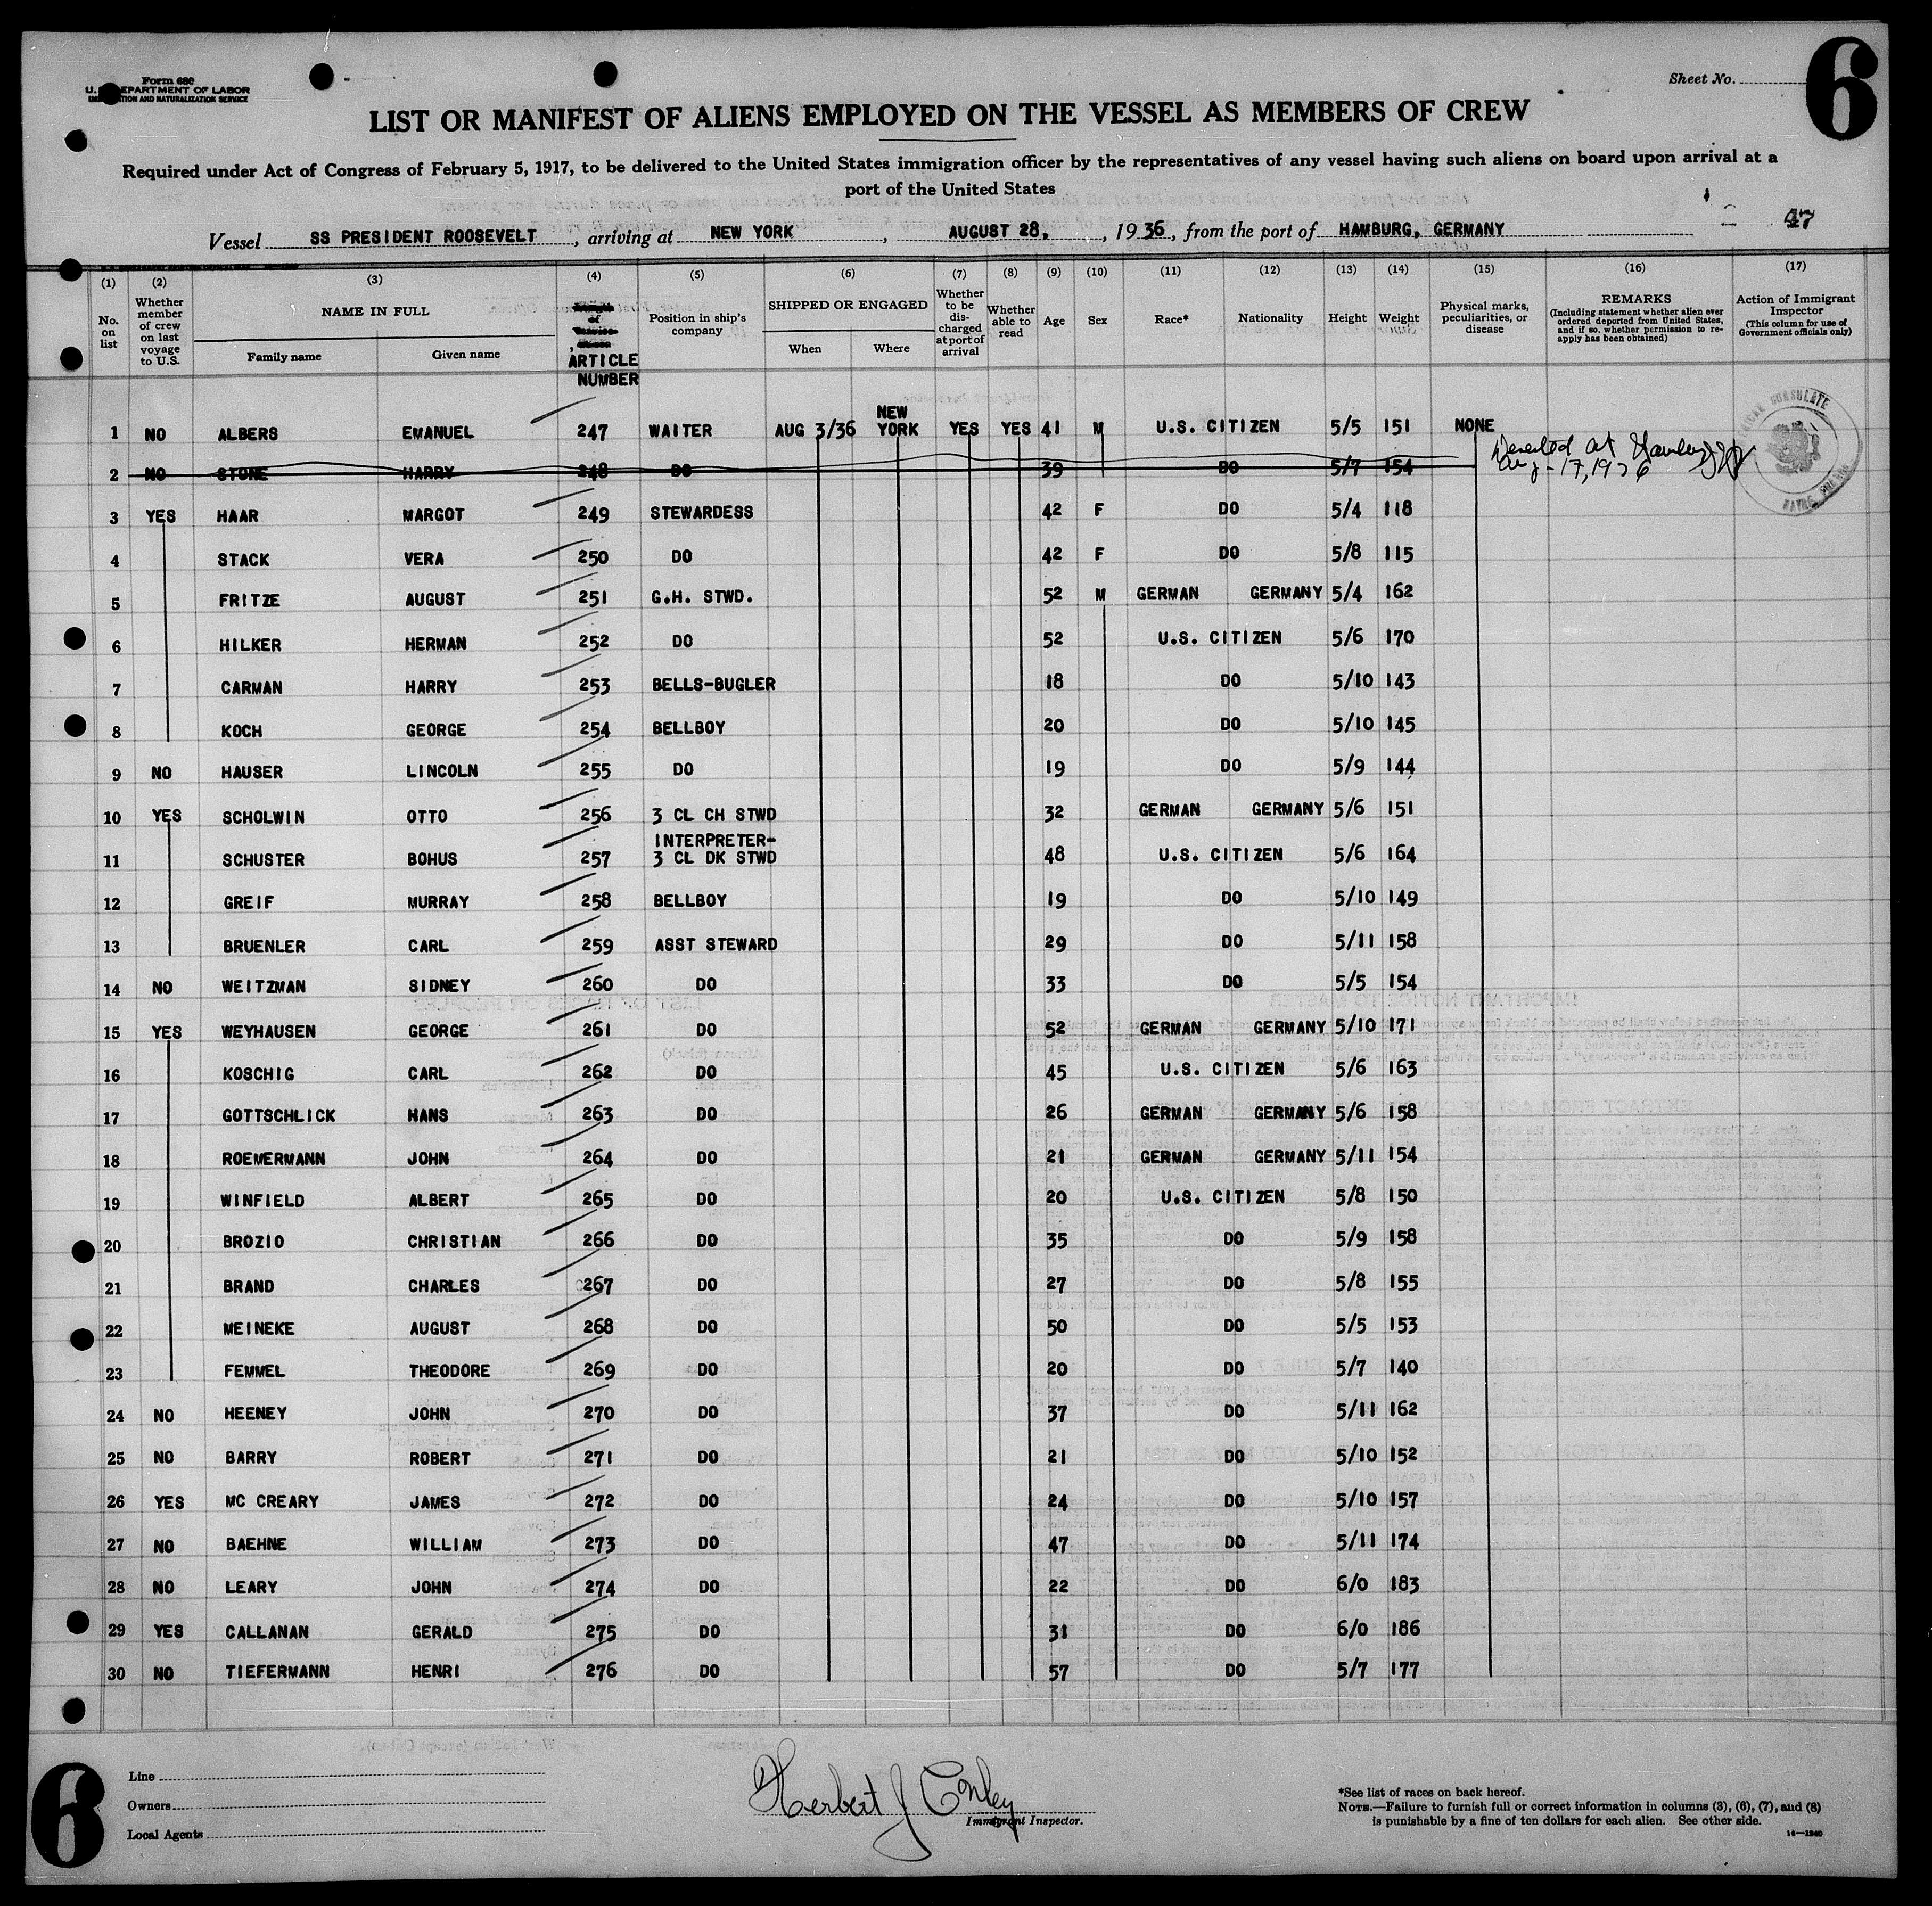 Form 680
U. S. DEPARTMENT OF LABOR
IMMIGRATION AND NATURALIZATION SERVICE
Sheet No.
6
LIST OR MANIFEST OF ALIENS EMPLOYED ON THE VESSEL AS MEMBERS OF CREW
Required under Act of Congress of February 5, 1917, to be delivered to the United States immigration officer by the representatives of any vessel having such aliens on board upon arrival at a
port of the United States
47
Vessel SS PRESIDENT ROOSEVELT, arriving at NEW YORK, AUGUST 28, 1936, from the port of HAMBURG, GERMANY
(1) (2) (3) (4) (5) (6) (7) (8) (9) (10) (11) (12) (13) (14) (15) (16) (17)
No. on list
Whether member of crew on last voyage to U.S.
NAME IN FULL
Family name
Given name
ARTICLE NUMBER
Position in ship's company
SHIPPED OR ENGAGED
When
Where
Whether to be discharged at port of arrival
Whether able to read
Age
Sex
Race*
Nationality
Height
Weight
Physical marks, peculiarities, or disease
REMARKS
(Including statement whether alien ever ordered deported from United States, and if so, whether permission to reapply has been obtained)
Action of Immigrant Inspector
(This column for use of Government officials only)
1 NO ALBERS EMANUEL 247 WAITER AUG 3/36 NEW YORK YES YES 41 M U.S. CITIZEN 5/5 151 NONE
2 NO STONE HARRY 248 DO 39 DO 5/7 154 Deserted at Hamburg Aug-17, 1936
3 YES HAAR MARGOT 249 STEWARDESS 42 F DO 5/4 118
4 STACK VERA 250 DO 42 F DO 5/8 115
5 FRITZE AUGUST 251 G.H. STWD. 52 M GERMAN GERMANY 5/4 162
6 HILKER HERMAN 252 DO 52 U.S. CITIZEN 5/6 170
7 CARMAN HARRY 253 BELLS-BUGLER 18 DO 5/10 143
8 KOCH GEORGE 254 BELLBOY 20 DO 5/10 145
9 NO HAUSER LINCOLN 255 DO 19 DO 5/9 144
10 YES SCHOLWIN OTTO 256 3 CL CH STWD 32 GERMAN GERMANY 5/6 151
11 SCHUSTER BOHUS 257 INTERPRETER- 3 CL DK STWD 48 U.S. CITIZEN 5/6 164
12 GREIF MURRAY 258 BELLBOY 19 DO 5/10 149
13 BRUENLER CARL 259 ASST STEWARD 29 DO 5/11 158
14 NO WEITZMAN SIDNEY 260 DO 33 DO 5/5 154
15 YES WEYHAUSEN GEORGE 261 DO 52 GERMAN GERMANY 5/10 171
16 KOSCHIG CARL 262 DO 45 U.S. CITIZEN 5/6 163
17 GOTTSCHLICK HANS 263 DO 26 GERMAN GERMANY 5/6 158
18 ROEMERMANN JOHN 264 DO 21 GERMAN GERMANY 5/11 154
19 WINFIELD ALBERT 265 DO 20 U.S. CITIZEN 5/8 150
20 BROZIO CHRISTIAN 266 DO 35 DO 5/9 158
21 BRAND CHARLES 267 DO 27 DO 5/8 155
22 MEINEKE AUGUST 268 DO 50 DO 5/5 153
23 FEMMEL THEODORE 269 DO 20 DO 5/7 140
24 NO HEENEY JOHN 270 DO 37 DO 5/11 162
25 NO BARRY ROBERT 271 DO 21 DO 5/10 152
26 YES MC CREARY JAMES 272 DO 24 DO 5/10 157
27 NO BAEHNE WILLIAM 273 DO 47 DO 5/11 174
28 NO LEARY JOHN 274 DO 22 DO 6/0 183
29 YES CALLANAN GERALD 275 DO 31 DO 6/0 186
30 NO TIEFERMANN HENRI 276 DO 57 DO 5/7 177
6
Line
Owners
Local Agents
Herbert J Conley
Immigrant Inspector.
*See list of races on back hereof.
NOTE.—Failure to furnish full or correct information in columns (3), (6), (7), and (8)
is punishable by a fine of ten dollars for each alien. See other side.
14—1240